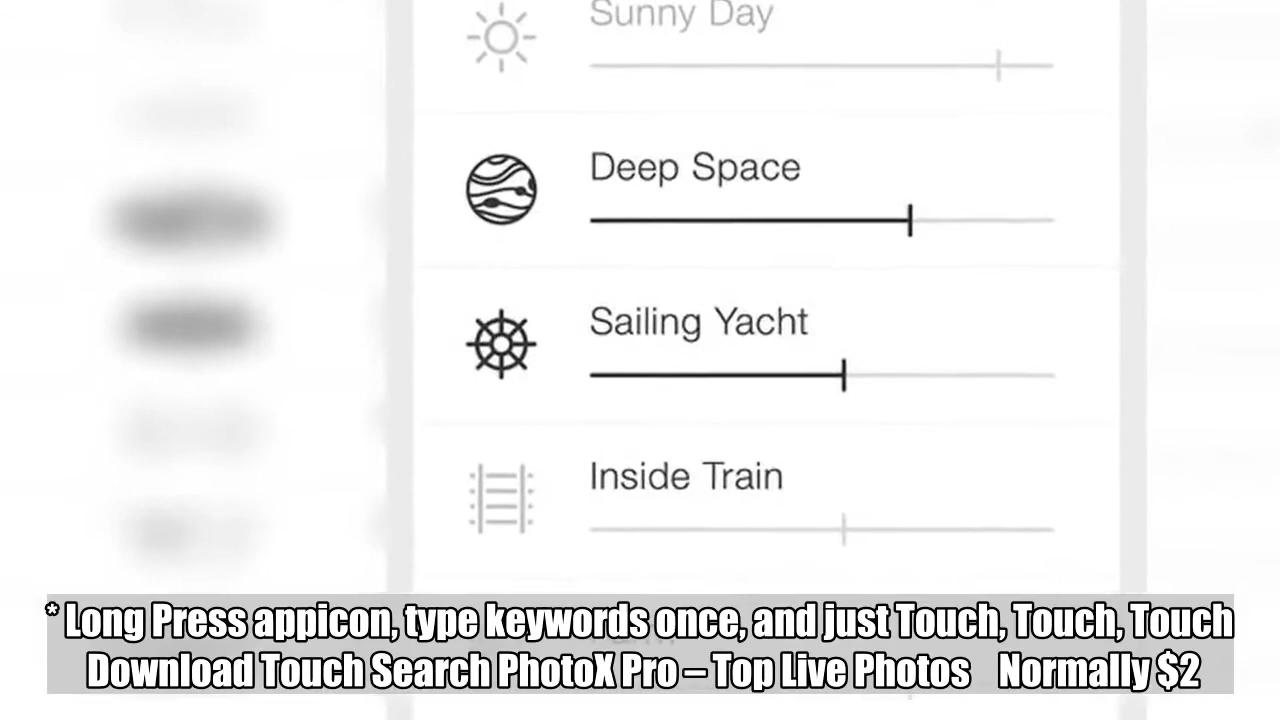 Sunny Day
Deep Space
Sailing Yacht
Inside Train
* Long Press appicon, type keywords once, and just Touch, Touch, Touch
Download Touch Search PhotoX Pro – Top Live Photos Normally $2